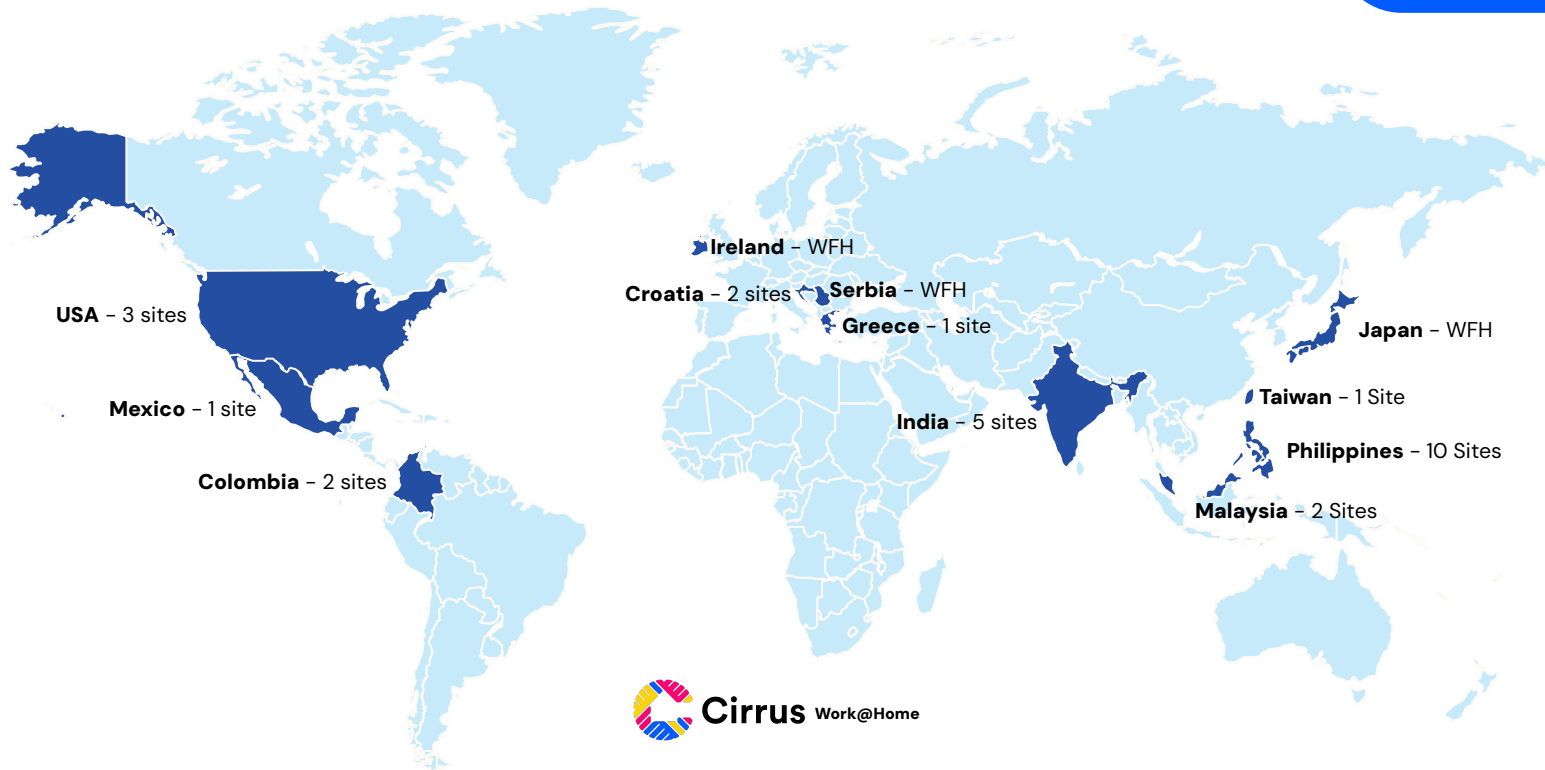 Ireland – WFH
Croatia – 2 sites
Serbia – WFH
USA – 3 sites
Greece – 1 site
Japan – WFH
Mexico – 1 site
Taiwan – 1 Site
India – 5 sites
Philippines – 10 Sites
Colombia – 2 sites
Malaysia – 2 Sites
Cirrus Work@Home